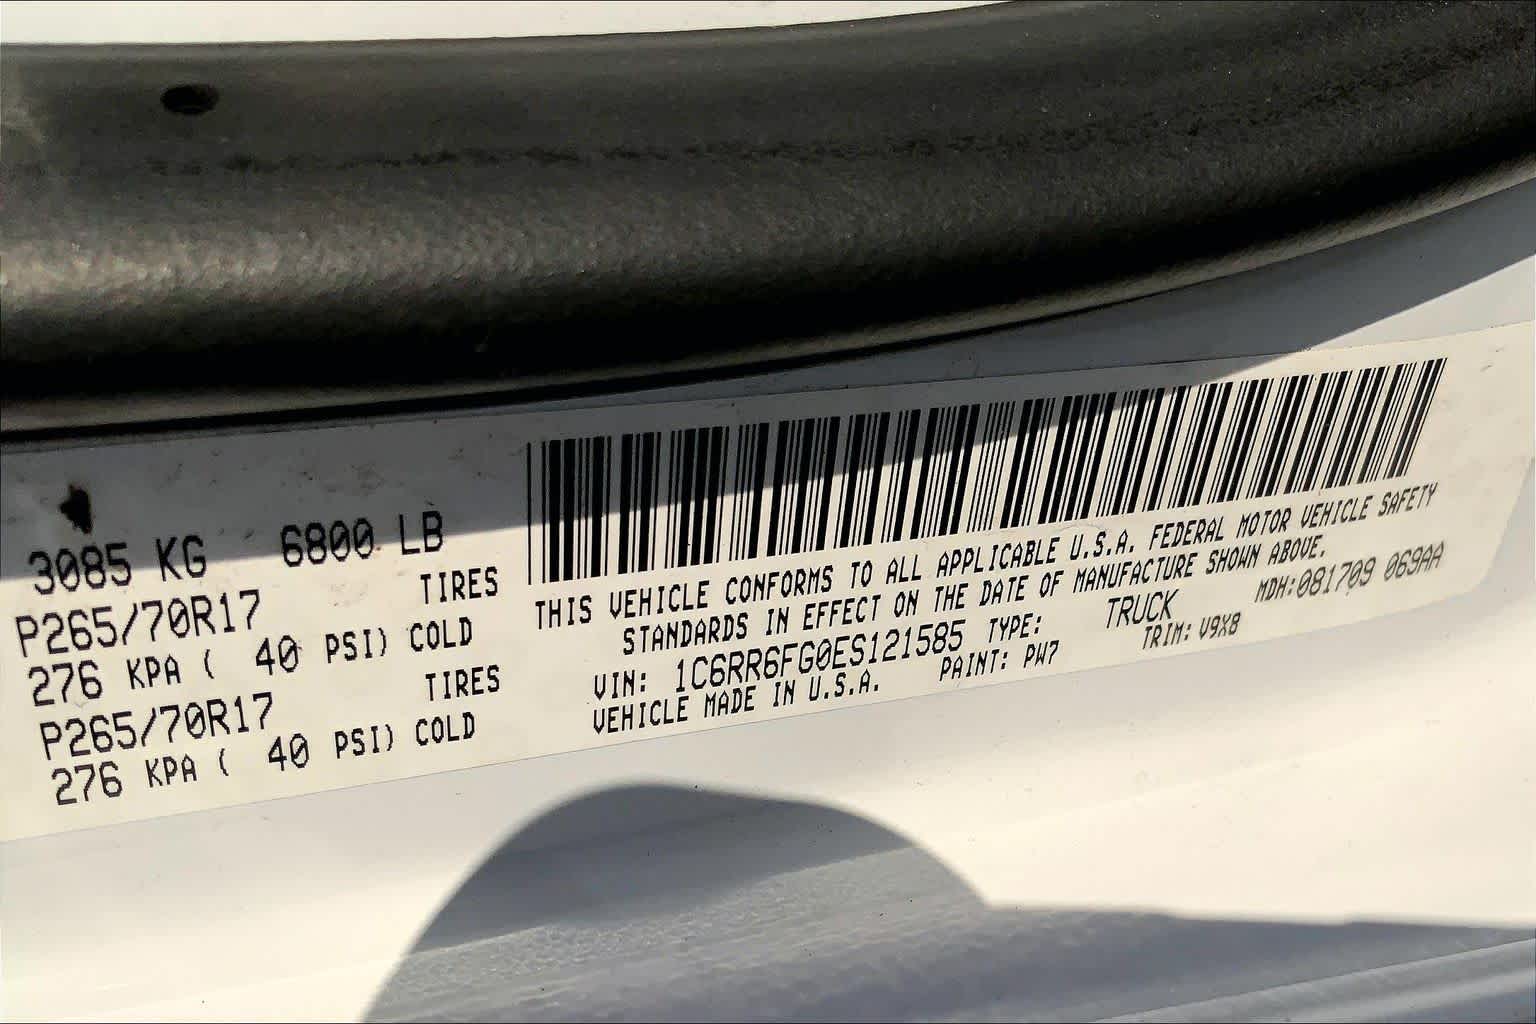 3085 KG 6800 LB
TIRES
P265/70R17
276 KPA ( 40 PSI) COLD
TIRES
P265/70R17
276 KPA ( 40 PSI) COLD
THIS VEHICLE CONFORMS TO ALL APPLICABLE U.S.A. FEDERAL MOTOR VEHICLE SAFETY
STANDARDS IN EFFECT ON THE DATE OF MANUFACTURE SHOWN ABOVE.
MDH:081709 069AA
VIN: 1C6RR6FG0ES121585 TYPE: TRUCK
VEHICLE MADE IN U.S.A. PAINT: PW7 TRIM: V9X8